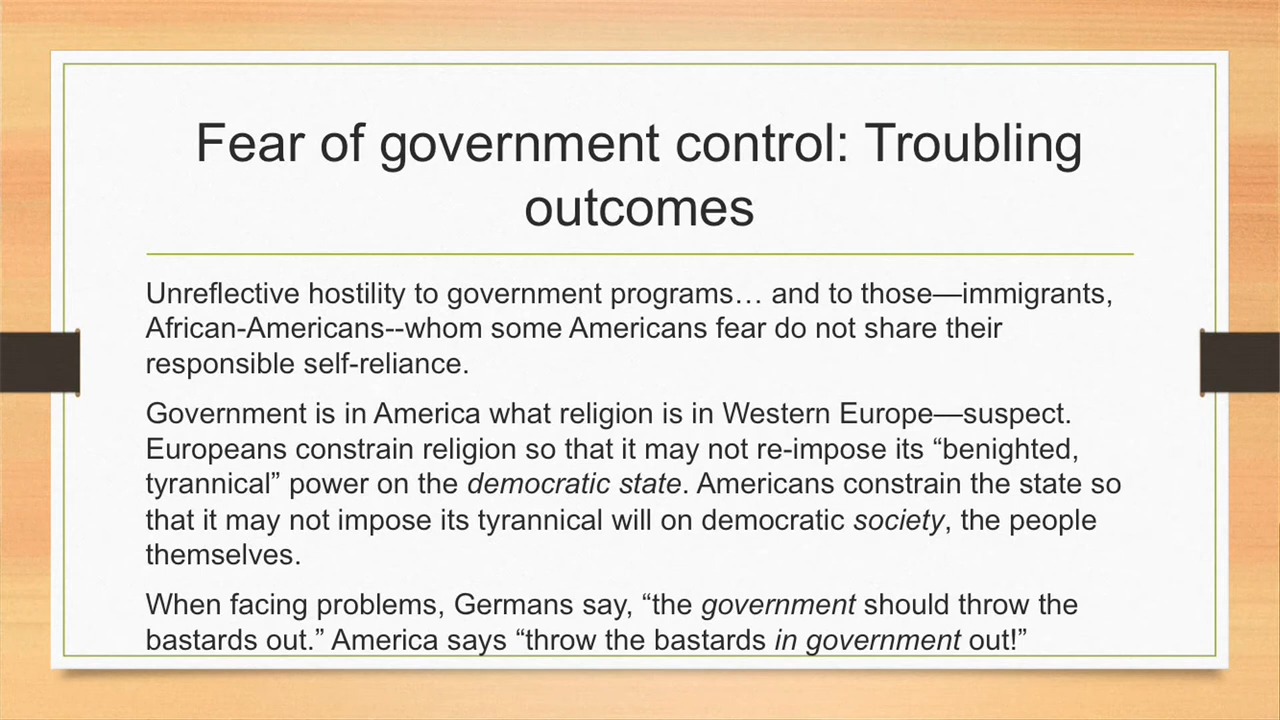 Fear of government control: Troubling
outcomes
Unreflective hostility to government programs… and to those—immigrants,
African-Americans--whom some Americans fear do not share their
responsible self-reliance.
Government is in America what religion is in Western Europe—suspect.
Europeans constrain religion so that it may not re-impose its “benighted,
tyrannical” power on the democratic state. Americans constrain the state so
that it may not impose its tyrannical will on democratic society, the people
themselves.
When facing problems, Germans say, “the government should throw the
bastards out.” America says “throw the bastards in government out!”